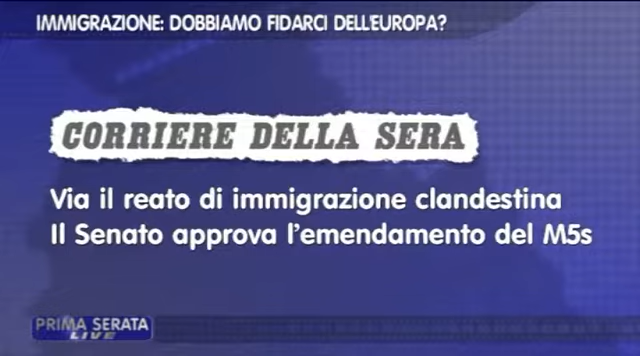 IMMIGRAZIONE: DOBBIAMO FIDARCI DELL'EUROPA?
CORRIERE DELLA SERA
Via il reato di immigrazione clandestina
Il Senato approva l'emendamento del M5s
PRIMA SERATA
LIVE